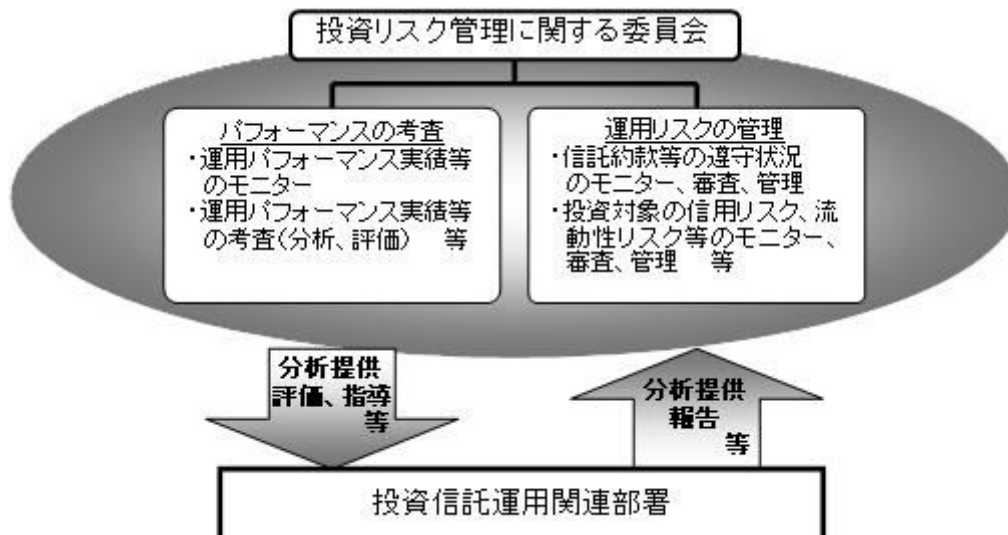 投資リスク管理に関する委員会
パフォーマンスの考査
・運用パフォーマンス実績等
のモニター
・運用パフォーマンス実績等
の考査(分析、評価)　等
運用リスクの管理
・信託約款等の遵守状況
のモニター、審査、管理
・投資対象の信用リスク、流
動性リスク等のモニター、
審査、管理　等
分析提供
評価、指導
等
分析提供
報告
等
投資信託運用関連部署